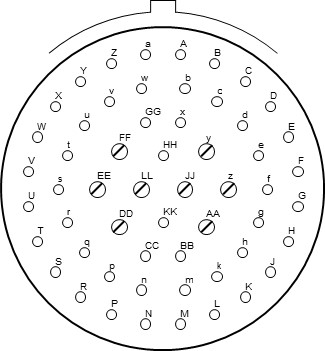 a A
Z B
Y w b C
X v c D
u GG x d
W FF y E
t HH e
V F
s EE LL JJ z f
U G
r DD KK AA g
T H
q CC BB h
S p k J
R n m K
P L
N M